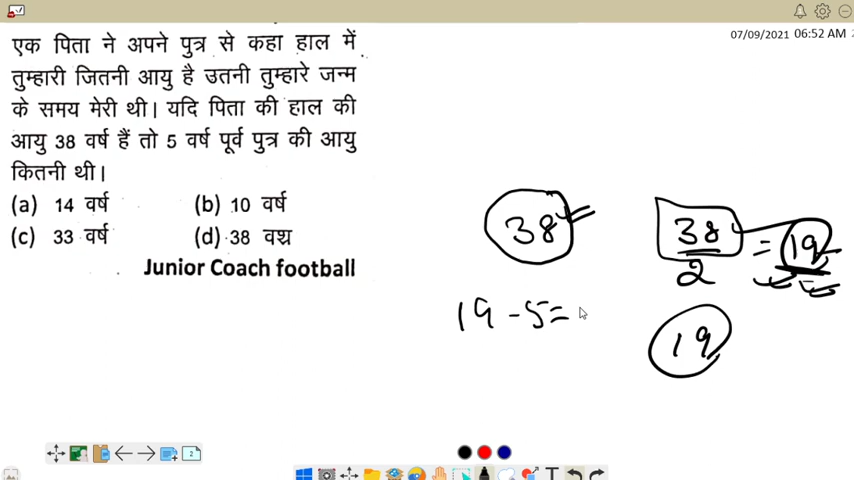 07/09/2021 06:52 AM
एक पिता ने अपने पुत्र से कहा हाल में
तुम्हारी जितनी आयु है उतनी तुम्हारे जन्म
के समय मेरी थी। यदि पिता की हाल की
आयु 38 वर्ष हैं तो 5 वर्ष पूर्व पुत्र की आयु
कितनी थी।
(a) 14 वर्ष (b) 10 वर्ष
(c) 33 वर्ष (d) 38 वश्र
Junior Coach football
38
38/2 = 19
19 - 5 =
19
2
T